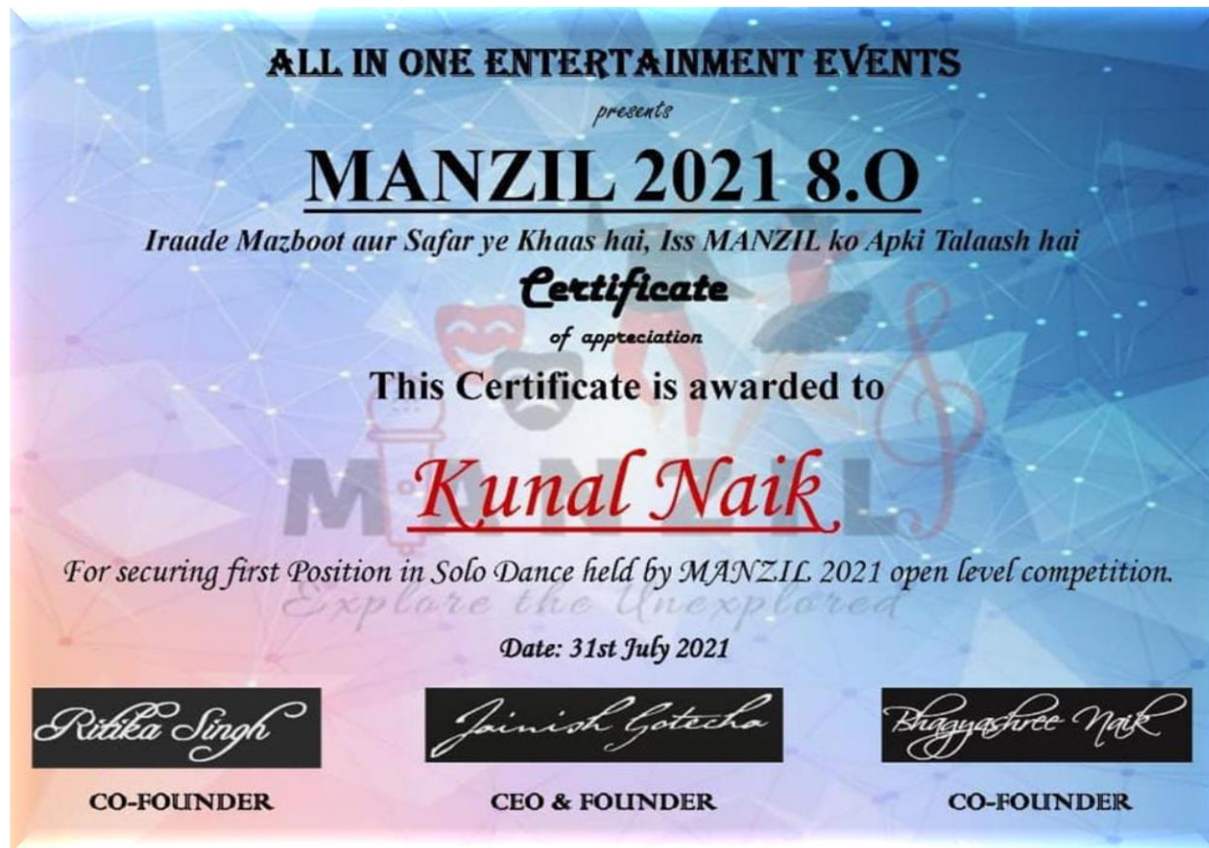 ALL IN ONE ENTERTAINMENT EVENTS
presents
MANZIL 2021 8.O
Iraade Mazboot aur Safar ye Khaas hai, Iss MANZIL ko Apki Talaash hai
Certificate
of appreciation
This Certificate is awarded to
MANZIL
Kunal Naik
For securing first Position in Solo Dance held by MANZIL 2021 open level competition.
Explore the Unexplored
Date: 31st July 2021
Ritika Singh Jainish Gotecha Bhagyashree Naik
CO-FOUNDER CEO & FOUNDER CO-FOUNDER